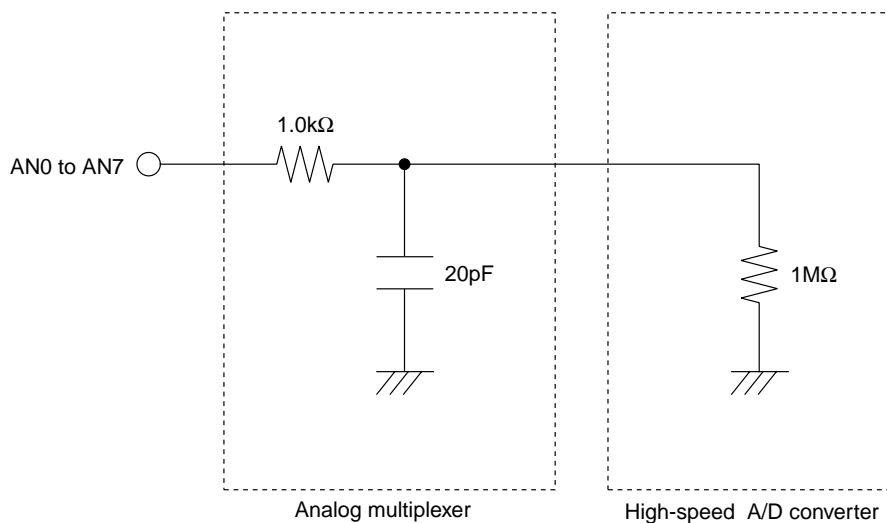 1.0kΩ
AN0 to AN7
20pF
1MΩ
Analog multiplexer
High-speed A/D converter